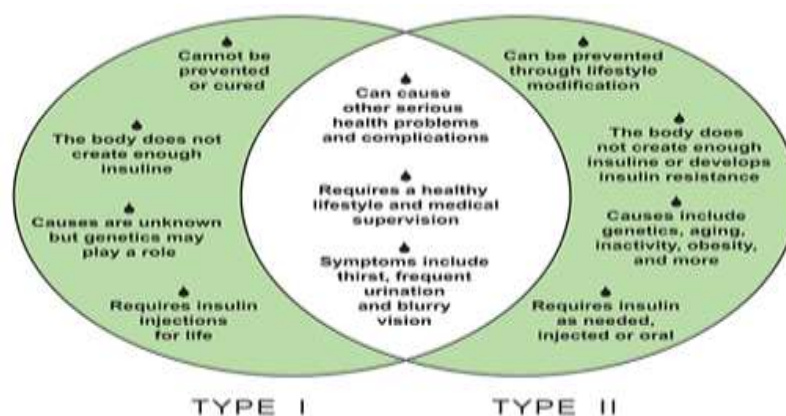 Cannot be
prevented
or cured
The body does not
create enough
insuline
Causes are unknown
but genetics may
play a role
Requires insulin
injections
for life
Can cause
other serious
health problems
and complications
Requires a healthy
lifestyle and medical
supervision
Symptoms include
thirst, frequent
urination
and blurry
vision
Can be prevented
through lifestyle
modification
The body does
not create enough
insuline or develops
insulin resistance
Causes include
genetics, aging,
inactivity, obesity,
and more
Requires insulin
as needed,
injected or oral
TYPE I
TYPE II